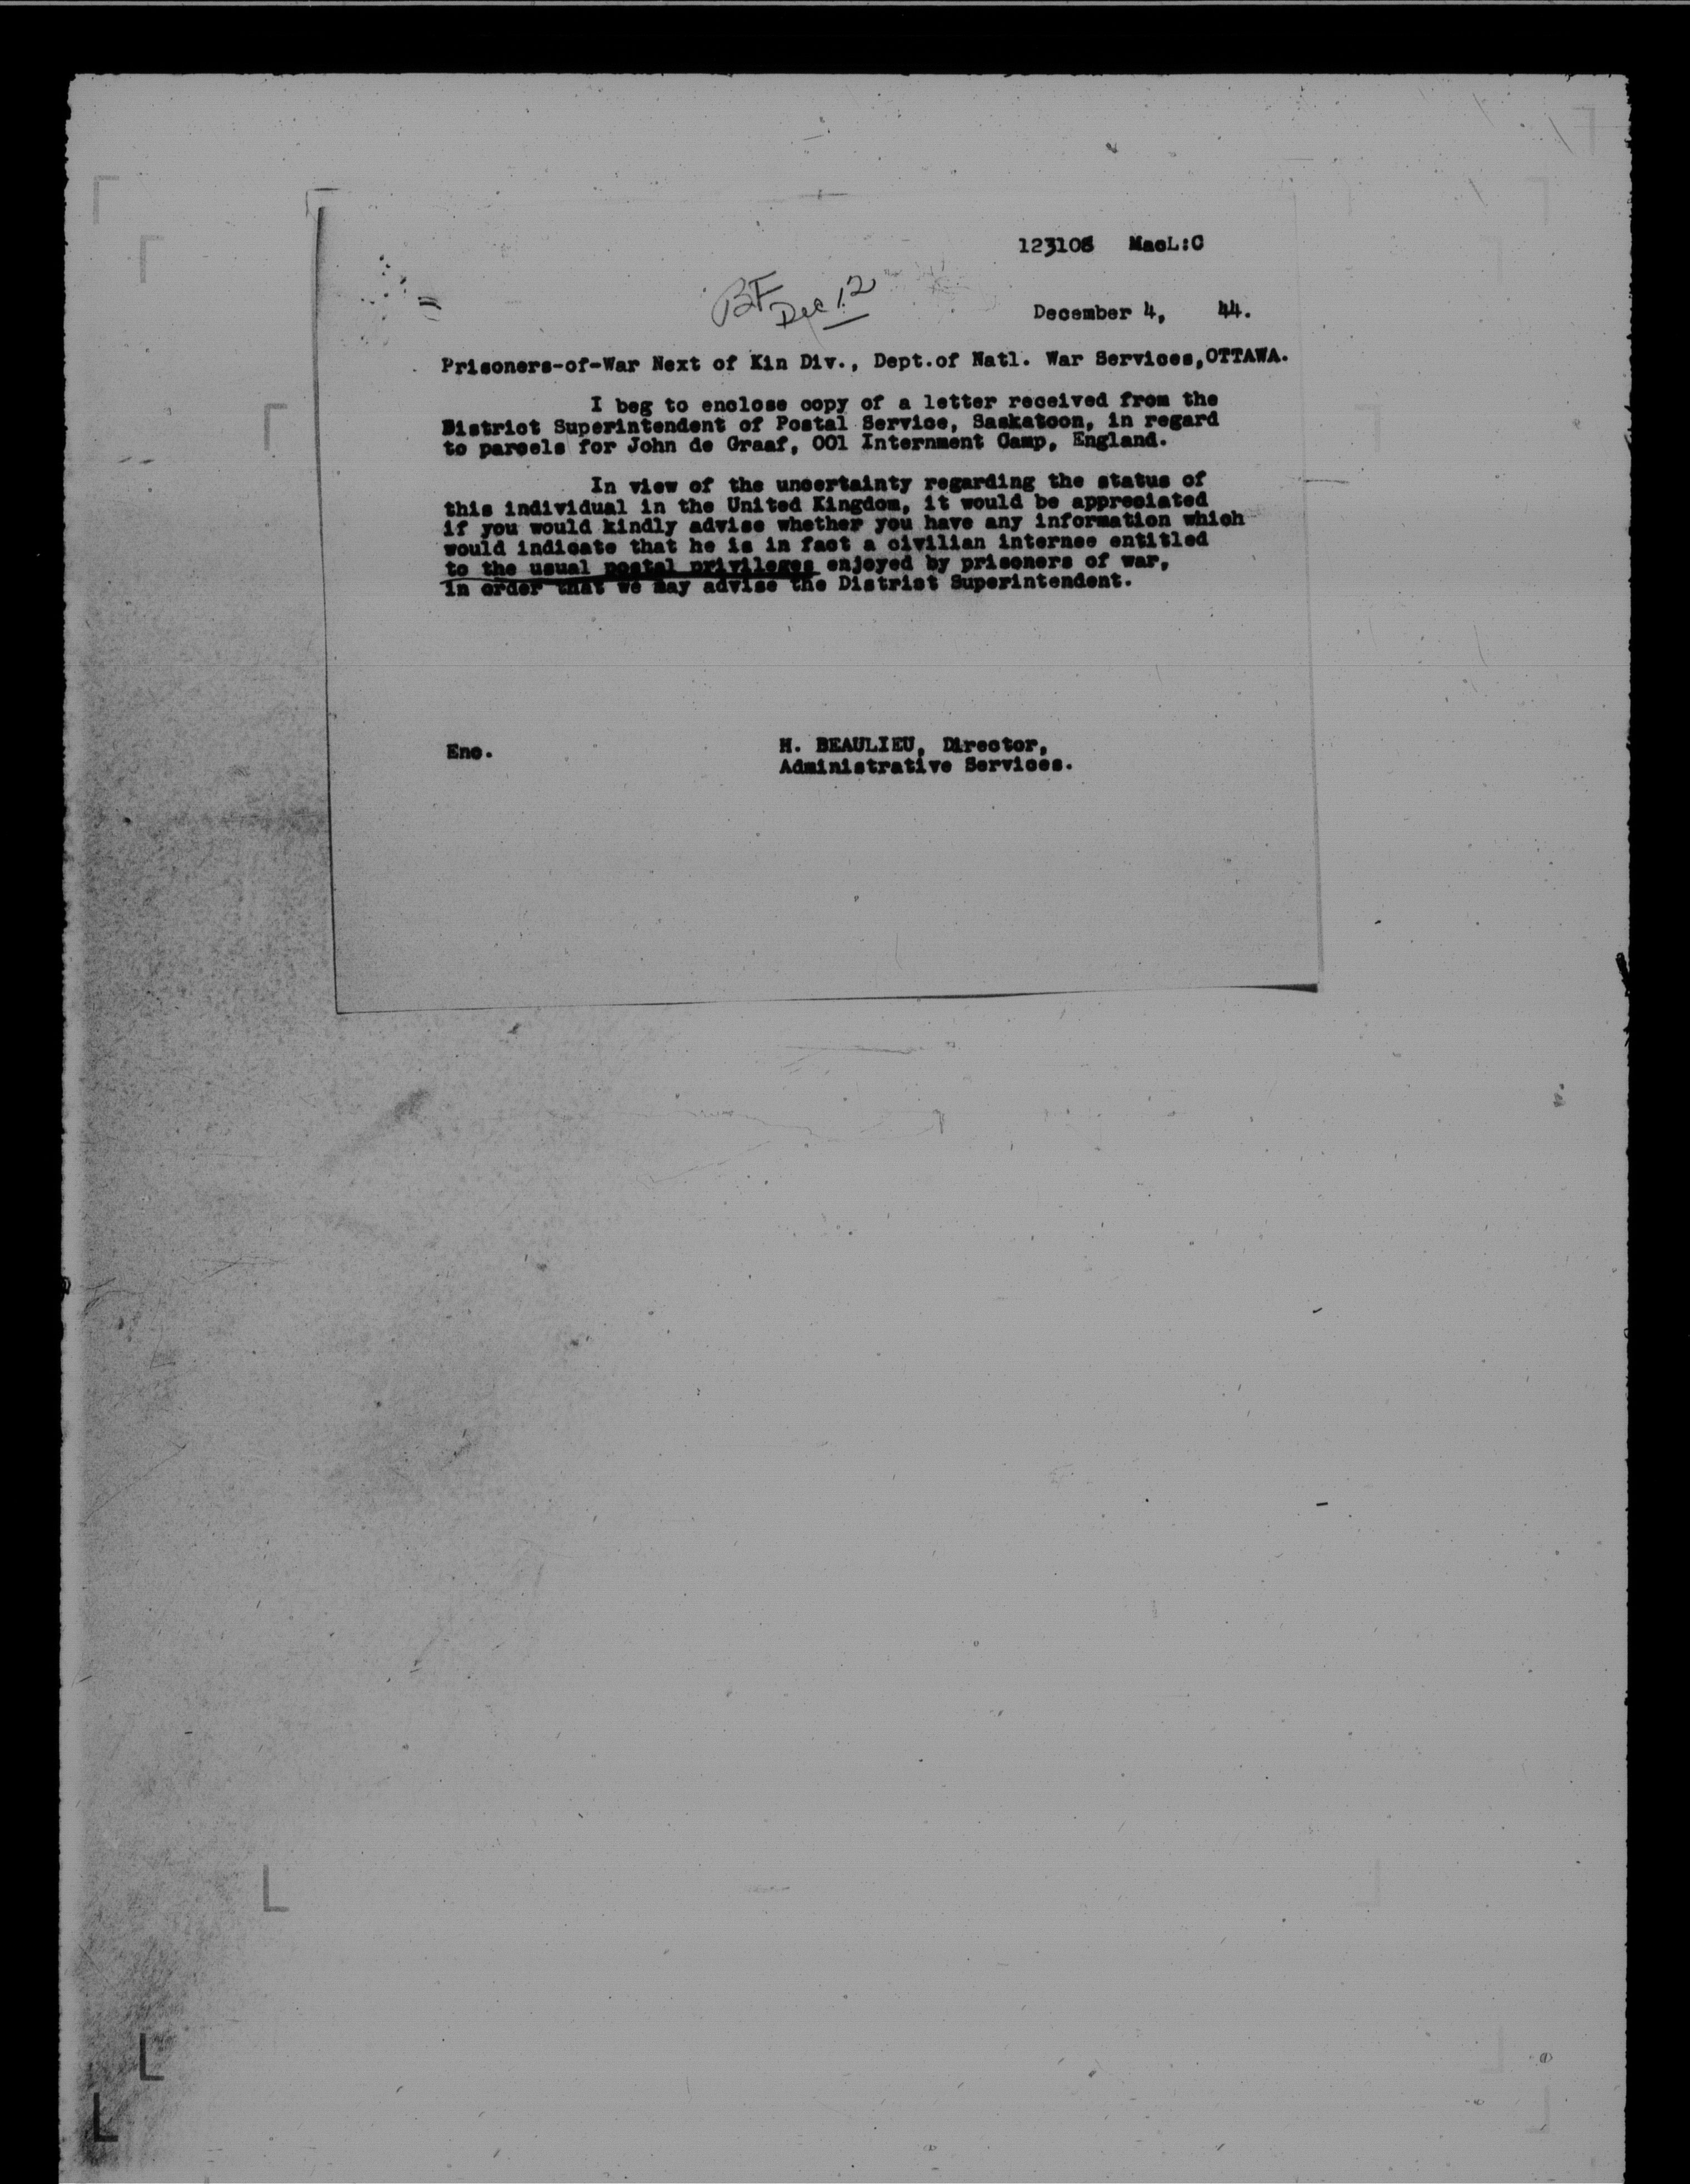 123108 MacL:C
BF Dec 12
December 4, 44.
Prisoners-of-War Next of Kin Div., Dept.of Natl. War Services,OTTAWA.
I beg to enclose copy of a letter received from the
District Superintendent of Postal Service, Saskatoon, in regard
to parcels for John de Graaf, 001 Internment Camp, England.
In view of the uncertainty regarding the status of
this individual in the United Kingdom, it would be appreciated
if you would kindly advise whether you have any information which
would indicate that he is in fact a civilian internee entitled
to the usual postal privileges enjoyed by prisoners of war,
in order that we may advise the District Superintendent.
Enc.
H. BEAULIEU, Director,
Administrative Services.